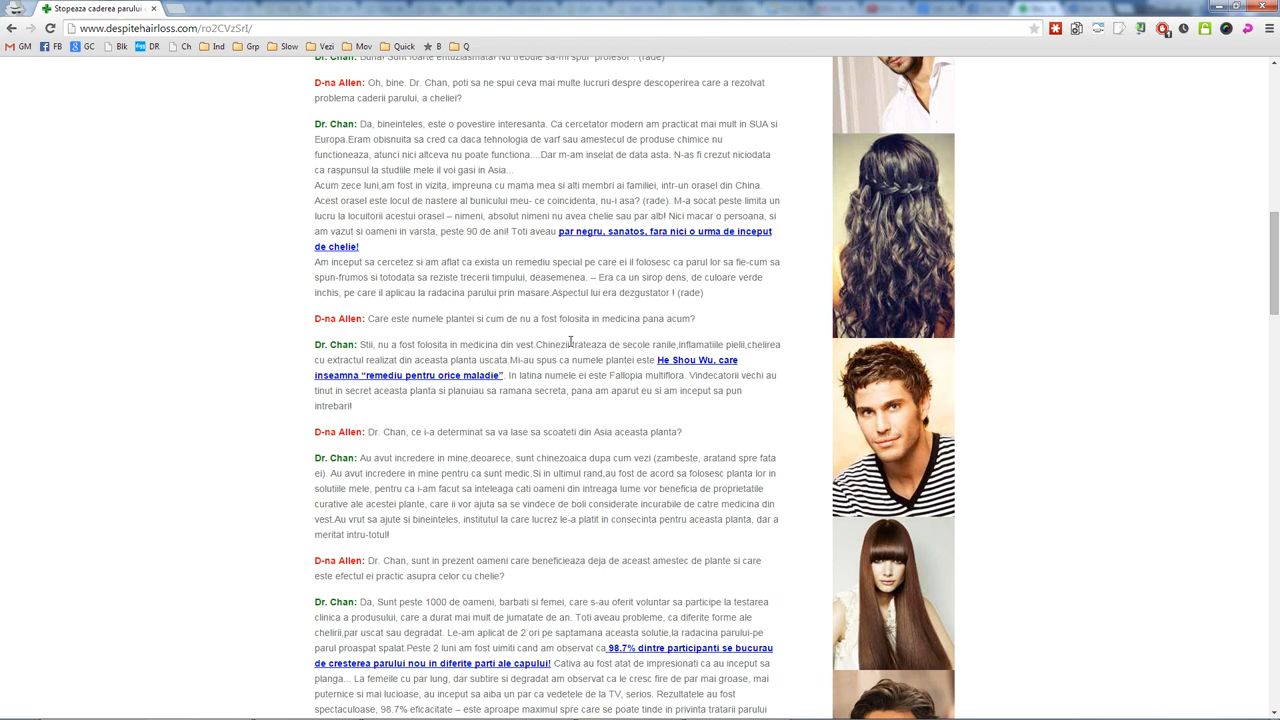 Stopeaza caderea parului
www.despitehairloss.com/ro2CVzSrI/
GM FB GC Blk DR Ch Ind Grp Slow Vezi Mov Quick B Q
Dr. Chan: Buna! Sunt foarte entuziasmata! Nu trebuie sa-mi spui "profesor". (rade)
D-na Allen: Oh, bine. Dr. Chan, poti sa ne spui ceva mai multe lucruri despre descoperirea care a rezolvat
problema caderii parului, a cheliei?
Dr. Chan: Da, bineinteles, este o povestire interesanta. Ca cercetator modern am practicat mai mult in SUA si
Europa.Eram obisnuita sa cred ca daca tehnologia de varf sau amestecul de produse chimice nu
functioneaza, atunci nici altceva nu poate functiona....Dar m-am inselat de data asta. N-as fi crezut niciodata
ca raspunsul la studiile mele il voi gasi in Asia...
Acum zece luni,am fost in vizita, impreuna cu mama mea si alti membri ai familiei, intr-un orasel din China.
Acest orasel este locul de nastere al bunicului meu- ce coincidenta, nu-i asa? (rade). M-a socat peste limita un
lucru la locuitorii acestui orasel – nimeni, absolut nimeni nu avea chelie sau par alb! Nici macar o persoana, si
am vazut si oameni in varsta, peste 90 de ani! Toti aveau par negru, sanatos, fara nici o urma de inceput
de chelie!
Am inceput sa cercetez si am aflat ca exista un remediu special pe care ei il folosesc ca parul lor sa fie-cum sa
spun-frumos si totodata sa reziste trecerii timpului, deasemenea. – Era ca un sirop dens, de culoare verde
inchis, pe care il aplicau la radacina parului prin masare.Aspectul lui era dezgustator ! (rade)
D-na Allen: Care este numele plantei si cum de nu a fost folosita in medicina pana acum?
Dr. Chan: Stii, nu a fost folosita in medicina din vest.Chinezii trateaza de secole ranile,inflamatiile pielii,chelirea
cu extractul realizat din aceasta planta uscata.Mi-au spus ca numele plantei este He Shou Wu, care
inseamna “remediu pentru orice maladie”. In latina numele ei este Fallopia multiflora. Vindecatorii vechi au
tinut in secret aceasta planta si planuiau sa ramana secreta, pana am aparut eu si am inceput sa pun
intrebari!
D-na Allen: Dr. Chan, ce i-a determinat sa va lase sa scoateti din Asia aceasta planta?
Dr. Chan: Au avut incredere in mine,deoarece, sunt chinezoaica dupa cum vezi (zambeste, aratand spre fata
ei). Au avut incredere in mine pentru ca sunt medic.Si in ultimul rand,au fost de acord sa folosesc planta lor in
solutiile mele, pentru ca i-am facut sa inteleaga cati oameni din intreaga lume vor beneficia de proprietatile
curative ale acestei plante, care ii vor ajuta sa se vindece de boli considerate incurabile de catre medicina din
vest.Au vrut sa ajute si bineinteles, institutul la care lucrez le-a platit in consecinta pentru aceasta planta, dar a
meritat intru-totul!
D-na Allen: Dr. Chan, sunt in prezent oameni care beneficieaza deja de aceast amestec de plante si care
este efectul ei practic asupra celor cu chelie?
Dr. Chan: Da, Sunt peste 1000 de oameni, barbati si femei, care s-au oferit voluntar sa participe la testarea
clinica a produsului, care a durat mai mult de jumatate de an. Toti aveau probleme, ca diferite forme ale
chelirii,par uscat sau degradat. Le-am aplicat de 2 ori pe saptamana aceasta solutie,la radacina parului-pe
parul proaspat spalat.Peste 2 luni am fost uimiti cand am observat ca 98.7% dintre participanti se bucurau
de cresterea parului nou in diferite parti ale capului! Cativa au fost atat de impresionati ca au inceput sa
planga... La femeile cu par lung, dar subtire si degradat am observat ca le cresc fire de par mai groase, mai
puternice si mai lucioase, au inceput sa aiba un par ca vedetele de la TV, serios. Rezultatele au fost
spectaculoase, 98.7% eficacitate – este aproape maximul spre care se poate tinde in privinta tratarii parului